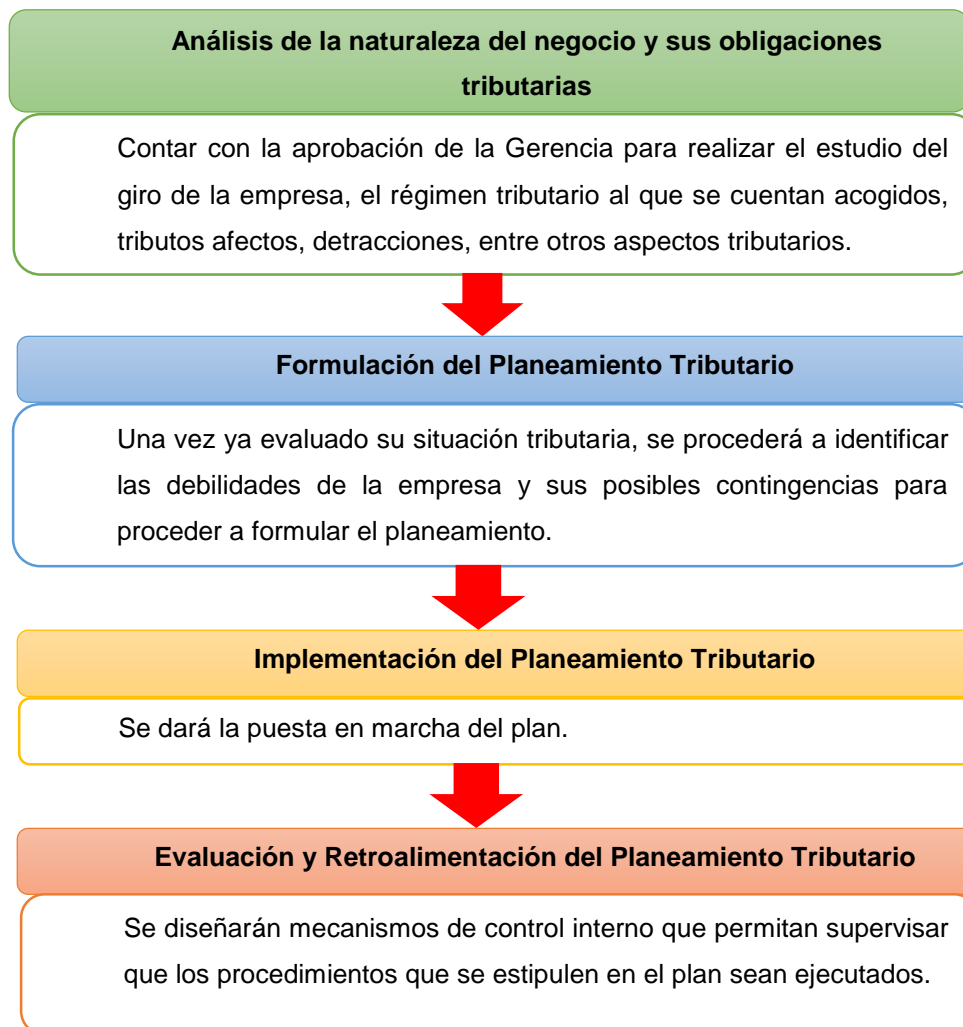 Análisis de la naturaleza del negocio y sus obligaciones
tributarias
Contar con la aprobación de la Gerencia para realizar el estudio del
giro de la empresa, el régimen tributario al que se cuentan acogidos,
tributos afectos, detracciones, entre otros aspectos tributarios.
Formulación del Planeamiento Tributario
Una vez ya evaluado su situación tributaria, se procederá a identificar
las debilidades de la empresa y sus posibles contingencias para
proceder a formular el planeamiento.
Implementación del Planeamiento Tributario
Se dará la puesta en marcha del plan.
Evaluación y Retroalimentación del Planeamiento Tributario
Se diseñarán mecanismos de control interno que permitan supervisar
que los procedimientos que se estipulen en el plan sean ejecutados.